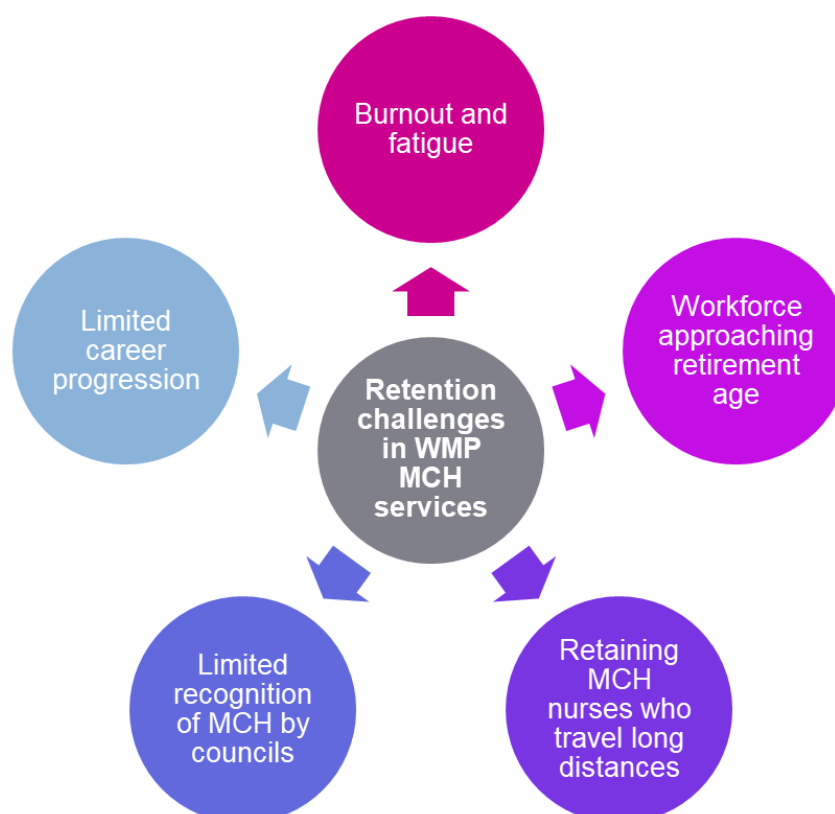 Burnout and
fatigue
Workforce
approaching
retirement
age
Retaining
MCH
nurses who
travel long
distances
Limited
recognition
of MCH by
councils
Limited
career
progression
Retention
challenges
in WMP
MCH
services